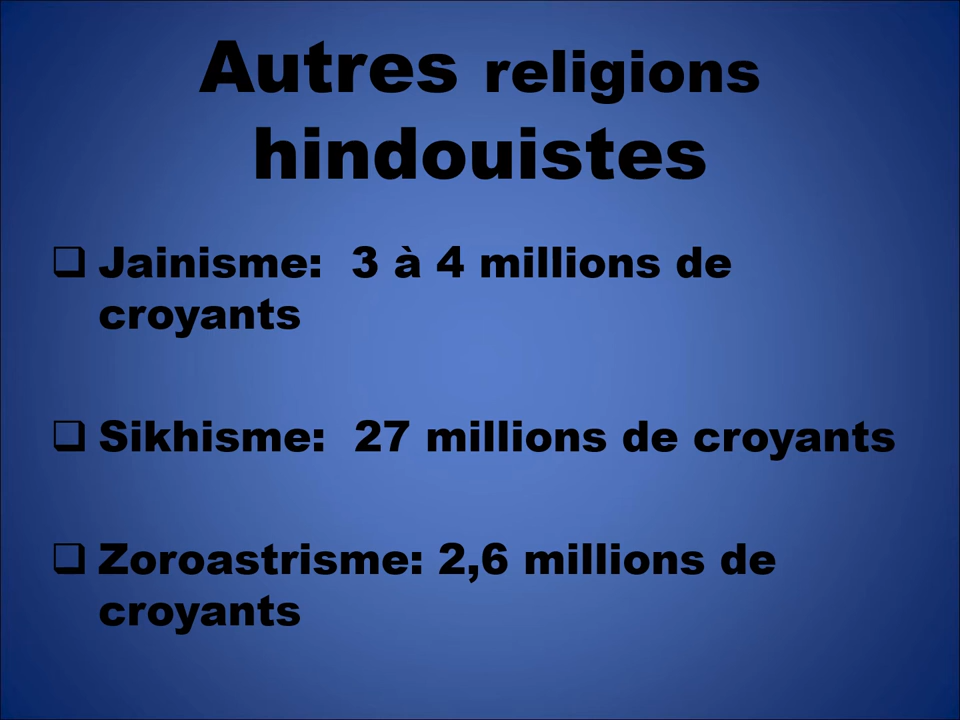 Autres religions
hindouistes
Jainisme:  3 à 4 millions de
croyants
Sikhisme:  27 millions de croyants
Zoroastrisme: 2,6 millions de
croyants